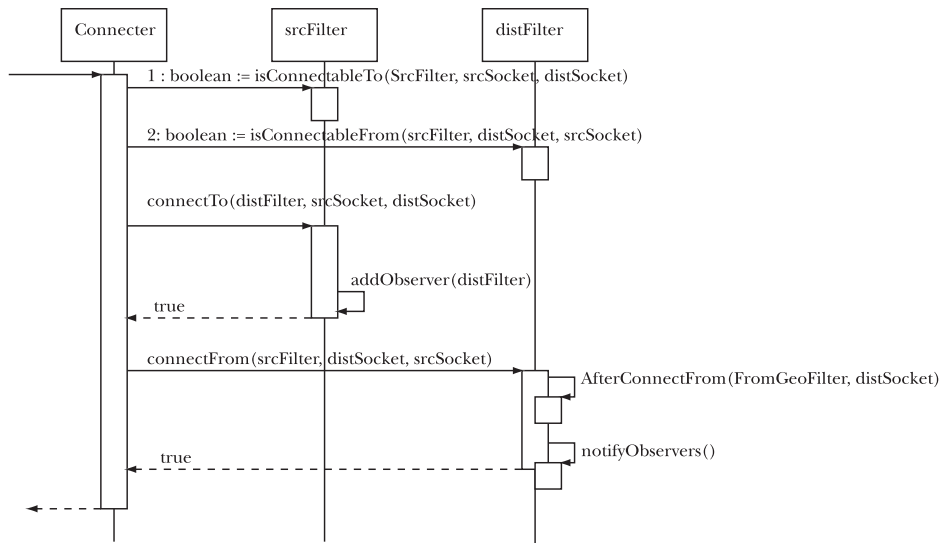 Connecter
srcFilter
distFilter
1 : boolean := isConnectableTo(SrcFilter, srcSocket, distSocket)
2: boolean := isConnectableFrom(srcFilter, distSocket, srcSocket)
connectTo(distFilter, srcSocket, distSocket)
addObserver(distFilter)
true
connectFrom(srcFilter, distSocket, srcSocket)
AfterConnectFrom(FromGeoFilter, distSocket)
notifyObservers()
true